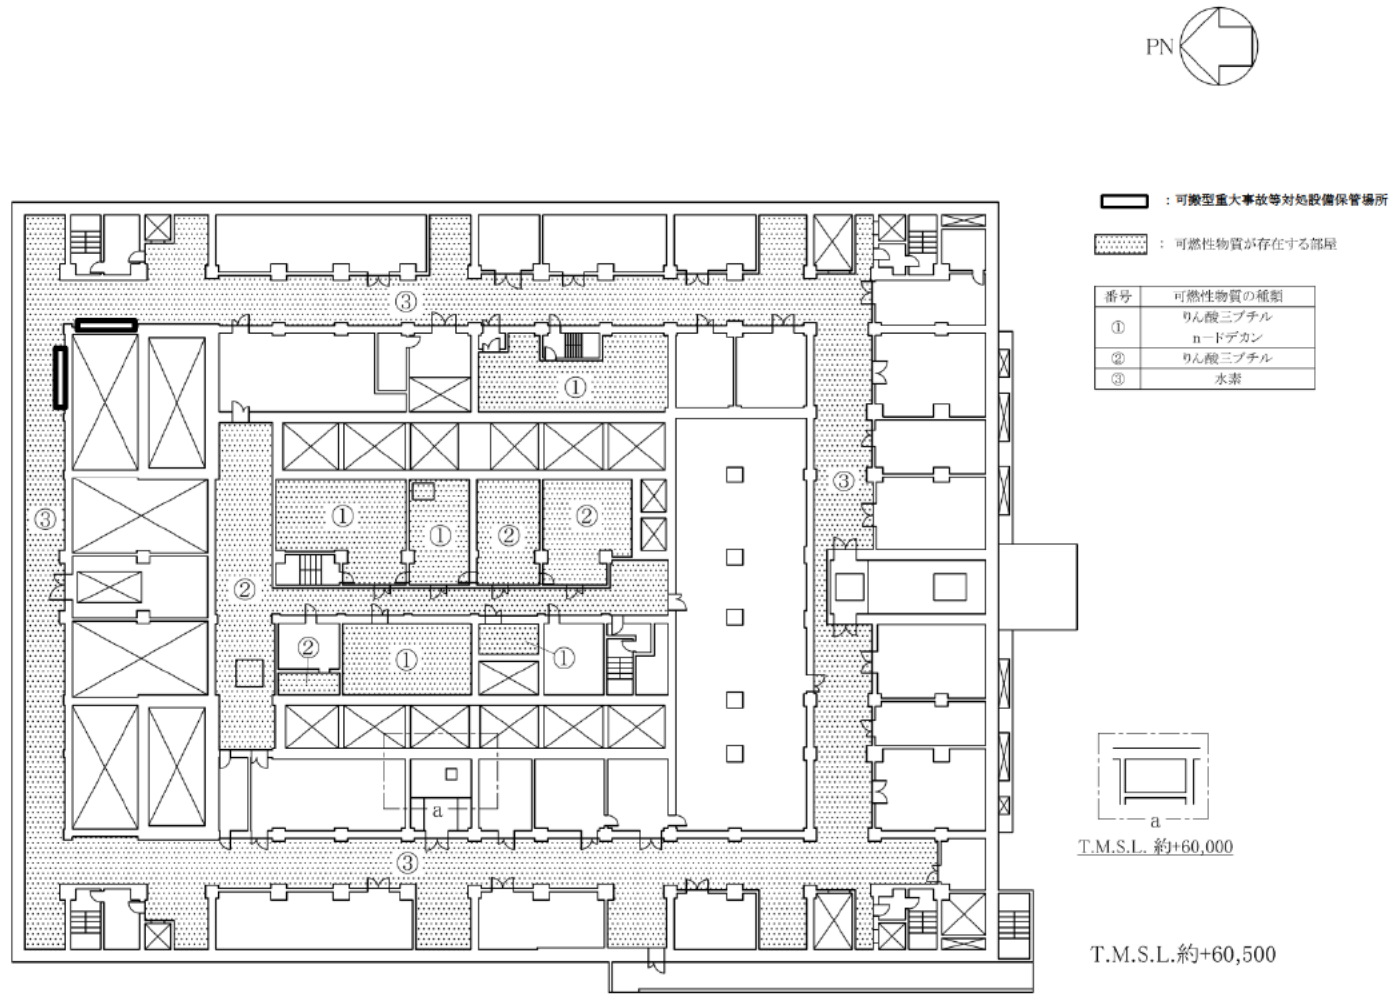 PN
：可搬型重大事故等対処設備保管場所
：可燃性物質が存在する部屋
番号 可燃性物質の種類
① りん酸三ブチル
n－ドデカン
② りん酸三ブチル
③ 水素
③
①
③
③
①
①
②
②
②
②
①
①
a
③
a
T.M.S.L. 約+60,000
T.M.S.L.約+60,500